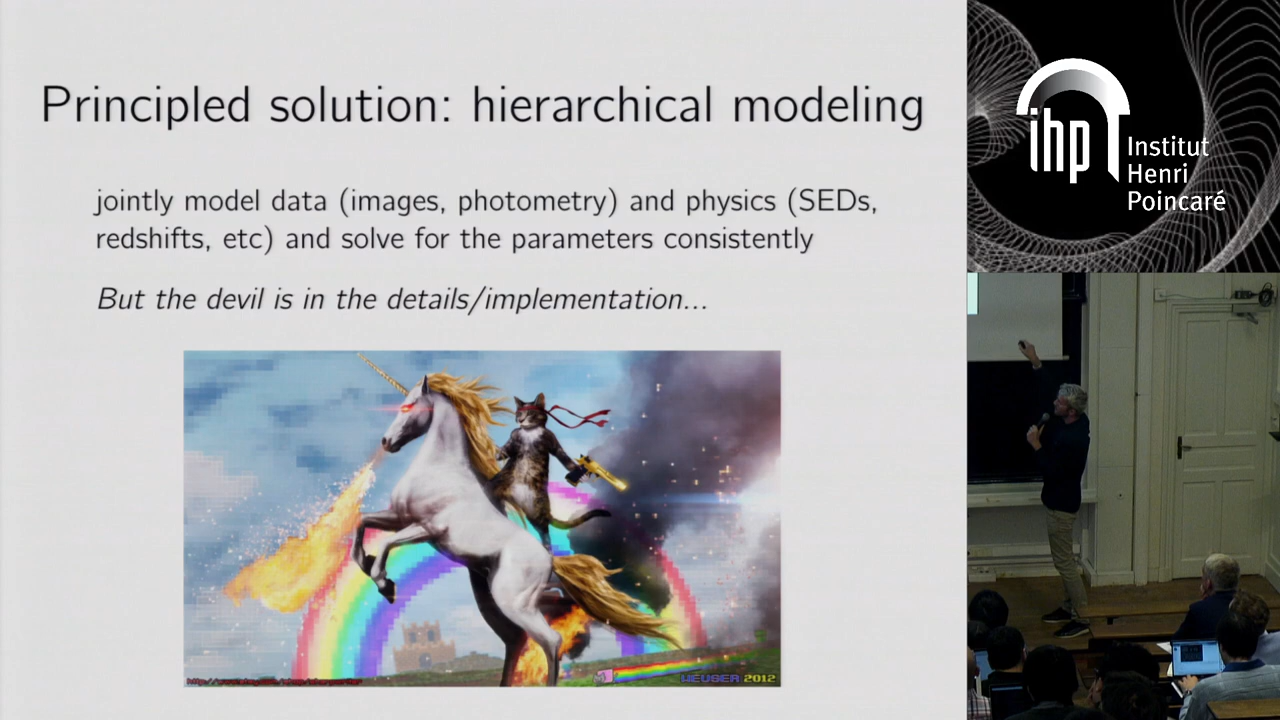 Principled solution: hierarchical modeling
jointly model data (images, photometry) and physics (SEDs,
redshifts, etc) and solve for the parameters consistently
But the devil is in the details/implementation...
WEUSER 2012
ihp
Institut
Henri
Poincaré